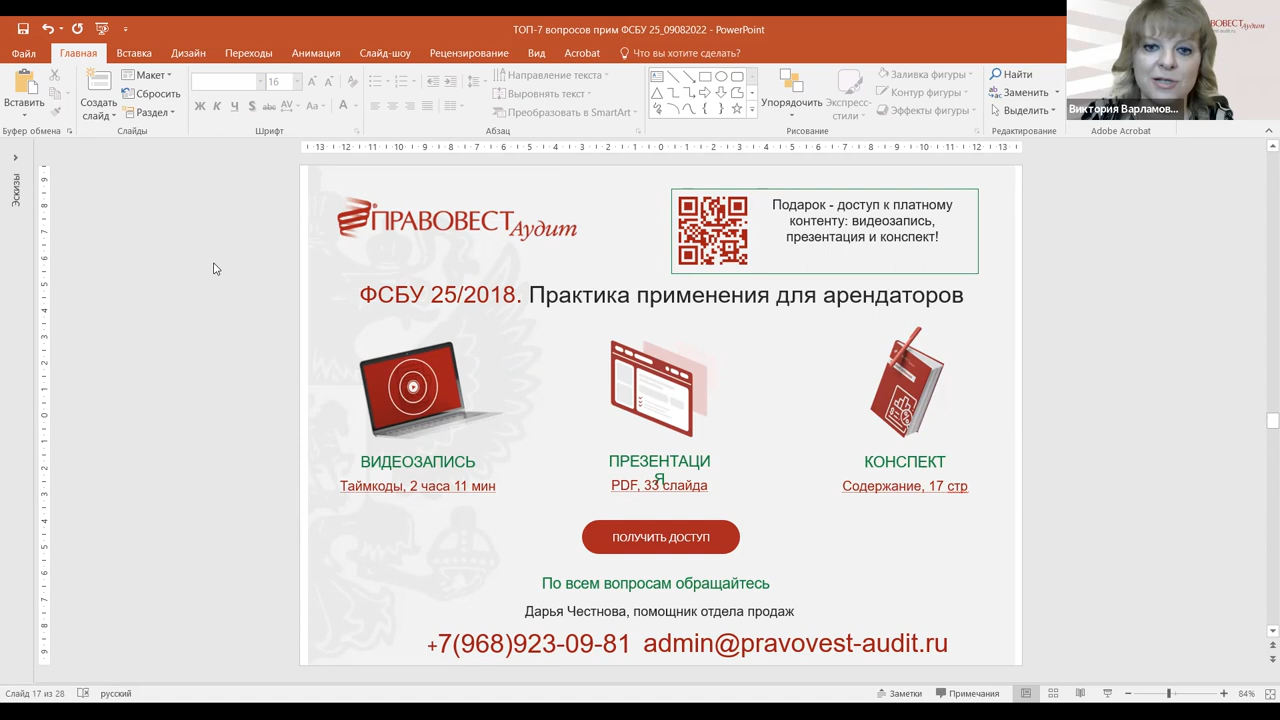 ТОП-7 вопросов прим ФСБУ 25_09082022 - PowerPoint
Файл Главная Вставка Дизайн Переходы Анимация Слайд-шоу Рецензирование Вид Acrobat Что вы хотите сделать?
Вставить
Создать слайд
Макет
Сбросить
Раздел
16
Ж К Ч S abc AV Aa A
Направление текста
Выровнять текст
Преобразовать в SmartArt
Упорядочить
Экспресс-стили
Заливка фигуры
Контур фигуры
Эффекты фигуры
Найти
Заменить
Выделить
Буфер обмена Слайды Шрифт Абзац Рисование Редактирование Adobe Acrobat
Виктория Варламов...
Эскизы
ПРАВОВЕСТ Аудит
Подарок - доступ к платному
контенту: видеозапись,
презентация и конспект!
ФСБУ 25/2018. Практика применения для арендаторов
ВИДЕОЗАПИСЬ
Таймкоды, 2 часа 11 мин
ПРЕЗЕНТАЦИ
Я
PDF, 33 слайда
КОНСПЕКТ
Содержание, 17 стр
ПОЛУЧИТЬ ДОСТУП
По всем вопросам обращайтесь
Дарья Честнова, помощник отдела продаж
+7(968)923-09-81 admin@pravovest-audit.ru
Слайд 17 из 28 русский Заметки Примечания 84%